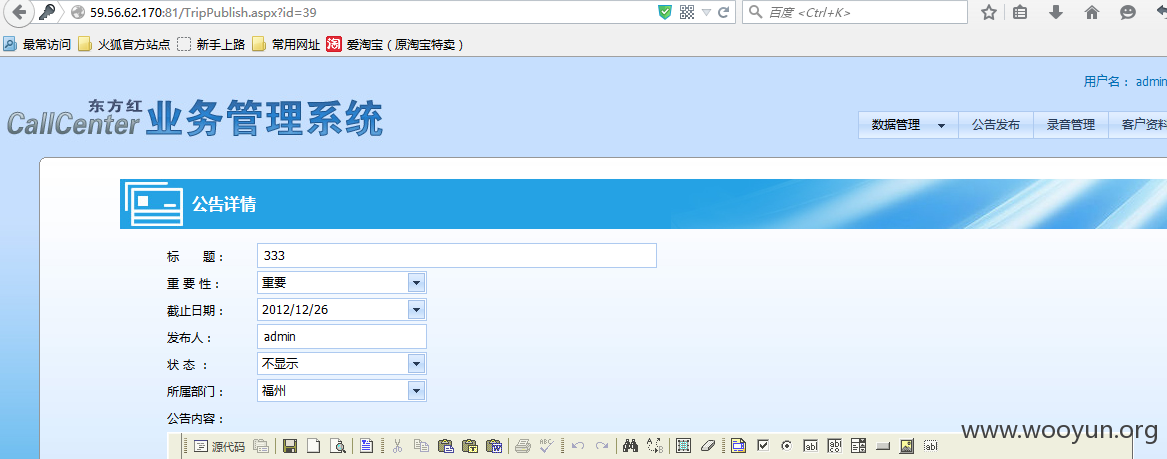 59.56.62.170:81/TripPublish.aspx?id=39
百度 <Ctrl+K>
最常访问 火狐官方站点 新手上路 常用网址 淘 爱淘宝（原淘宝特卖）
用户名： admin
东方红
CallCenter 业务管理系统
数据管理 公告发布 录音管理 客户资料
公告详情
标 题： 333
重 要 性： 重要
截止日期： 2012/12/26
发布人： admin
状 态 ： 不显示
所属部门： 福州
公告内容：
源代码
www.wooyun.org